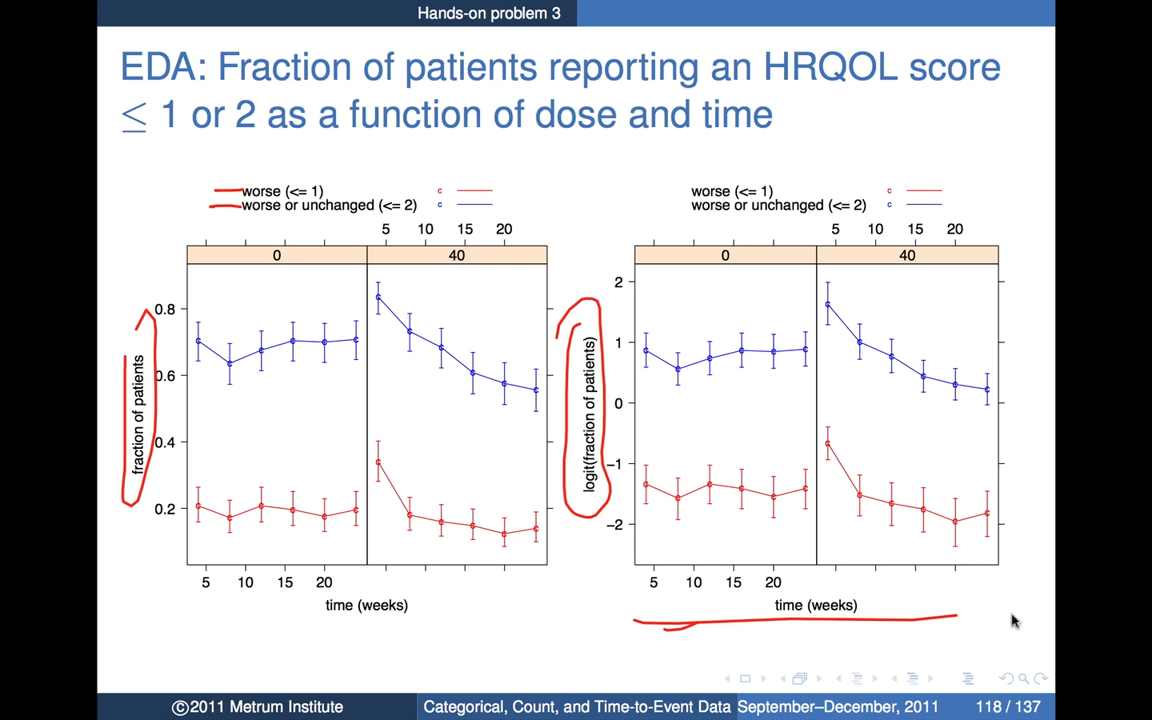 Hands-on problem 3
EDA: Fraction of patients reporting an HRQOL score
≤ 1 or 2 as a function of dose and time
worse (<= 1)
worse or unchanged (<= 2)
5 10 15 20
0 40
fraction of patients
0.8
0.6
0.4
0.2
5 10 15 20
time (weeks)
worse (<= 1)
worse or unchanged (<= 2)
5 10 15 20
0 40
logit(fraction of patients)
2
1
0
−1
−2
5 10 15 20
time (weeks)
©2011 Metrum Institute
Categorical, Count, and Time-to-Event Data
September–December, 2011
118 / 137